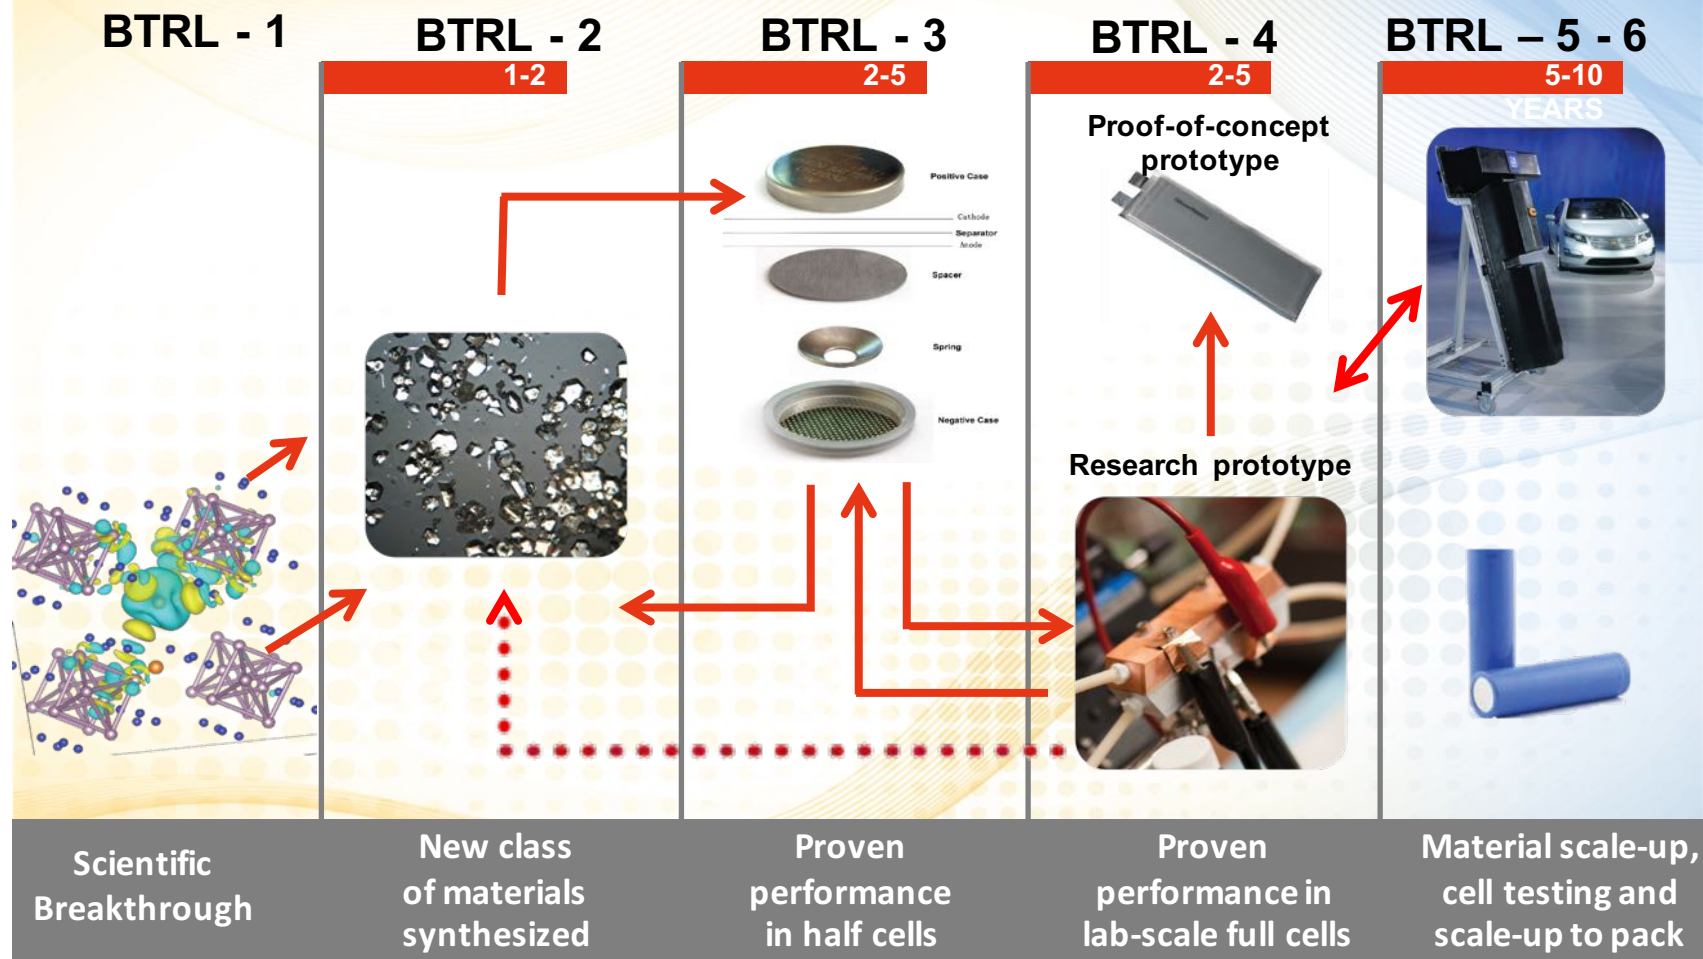 BTRL - 1
BTRL - 2
BTRL - 3
BTRL - 4
BTRL – 5 - 6
1-2
2-5
2-5
5-10
YEARS
Positive Case
Cathode
Separator
Anode
Spacer
Spring
Negative Case
Proof-of-concept
prototype
Research prototype
Scientific
Breakthrough
New class
of materials
synthesized
Proven
performance
in half cells
Proven
performance in
lab-scale full cells
Material scale-up,
cell testing and
scale-up to pack